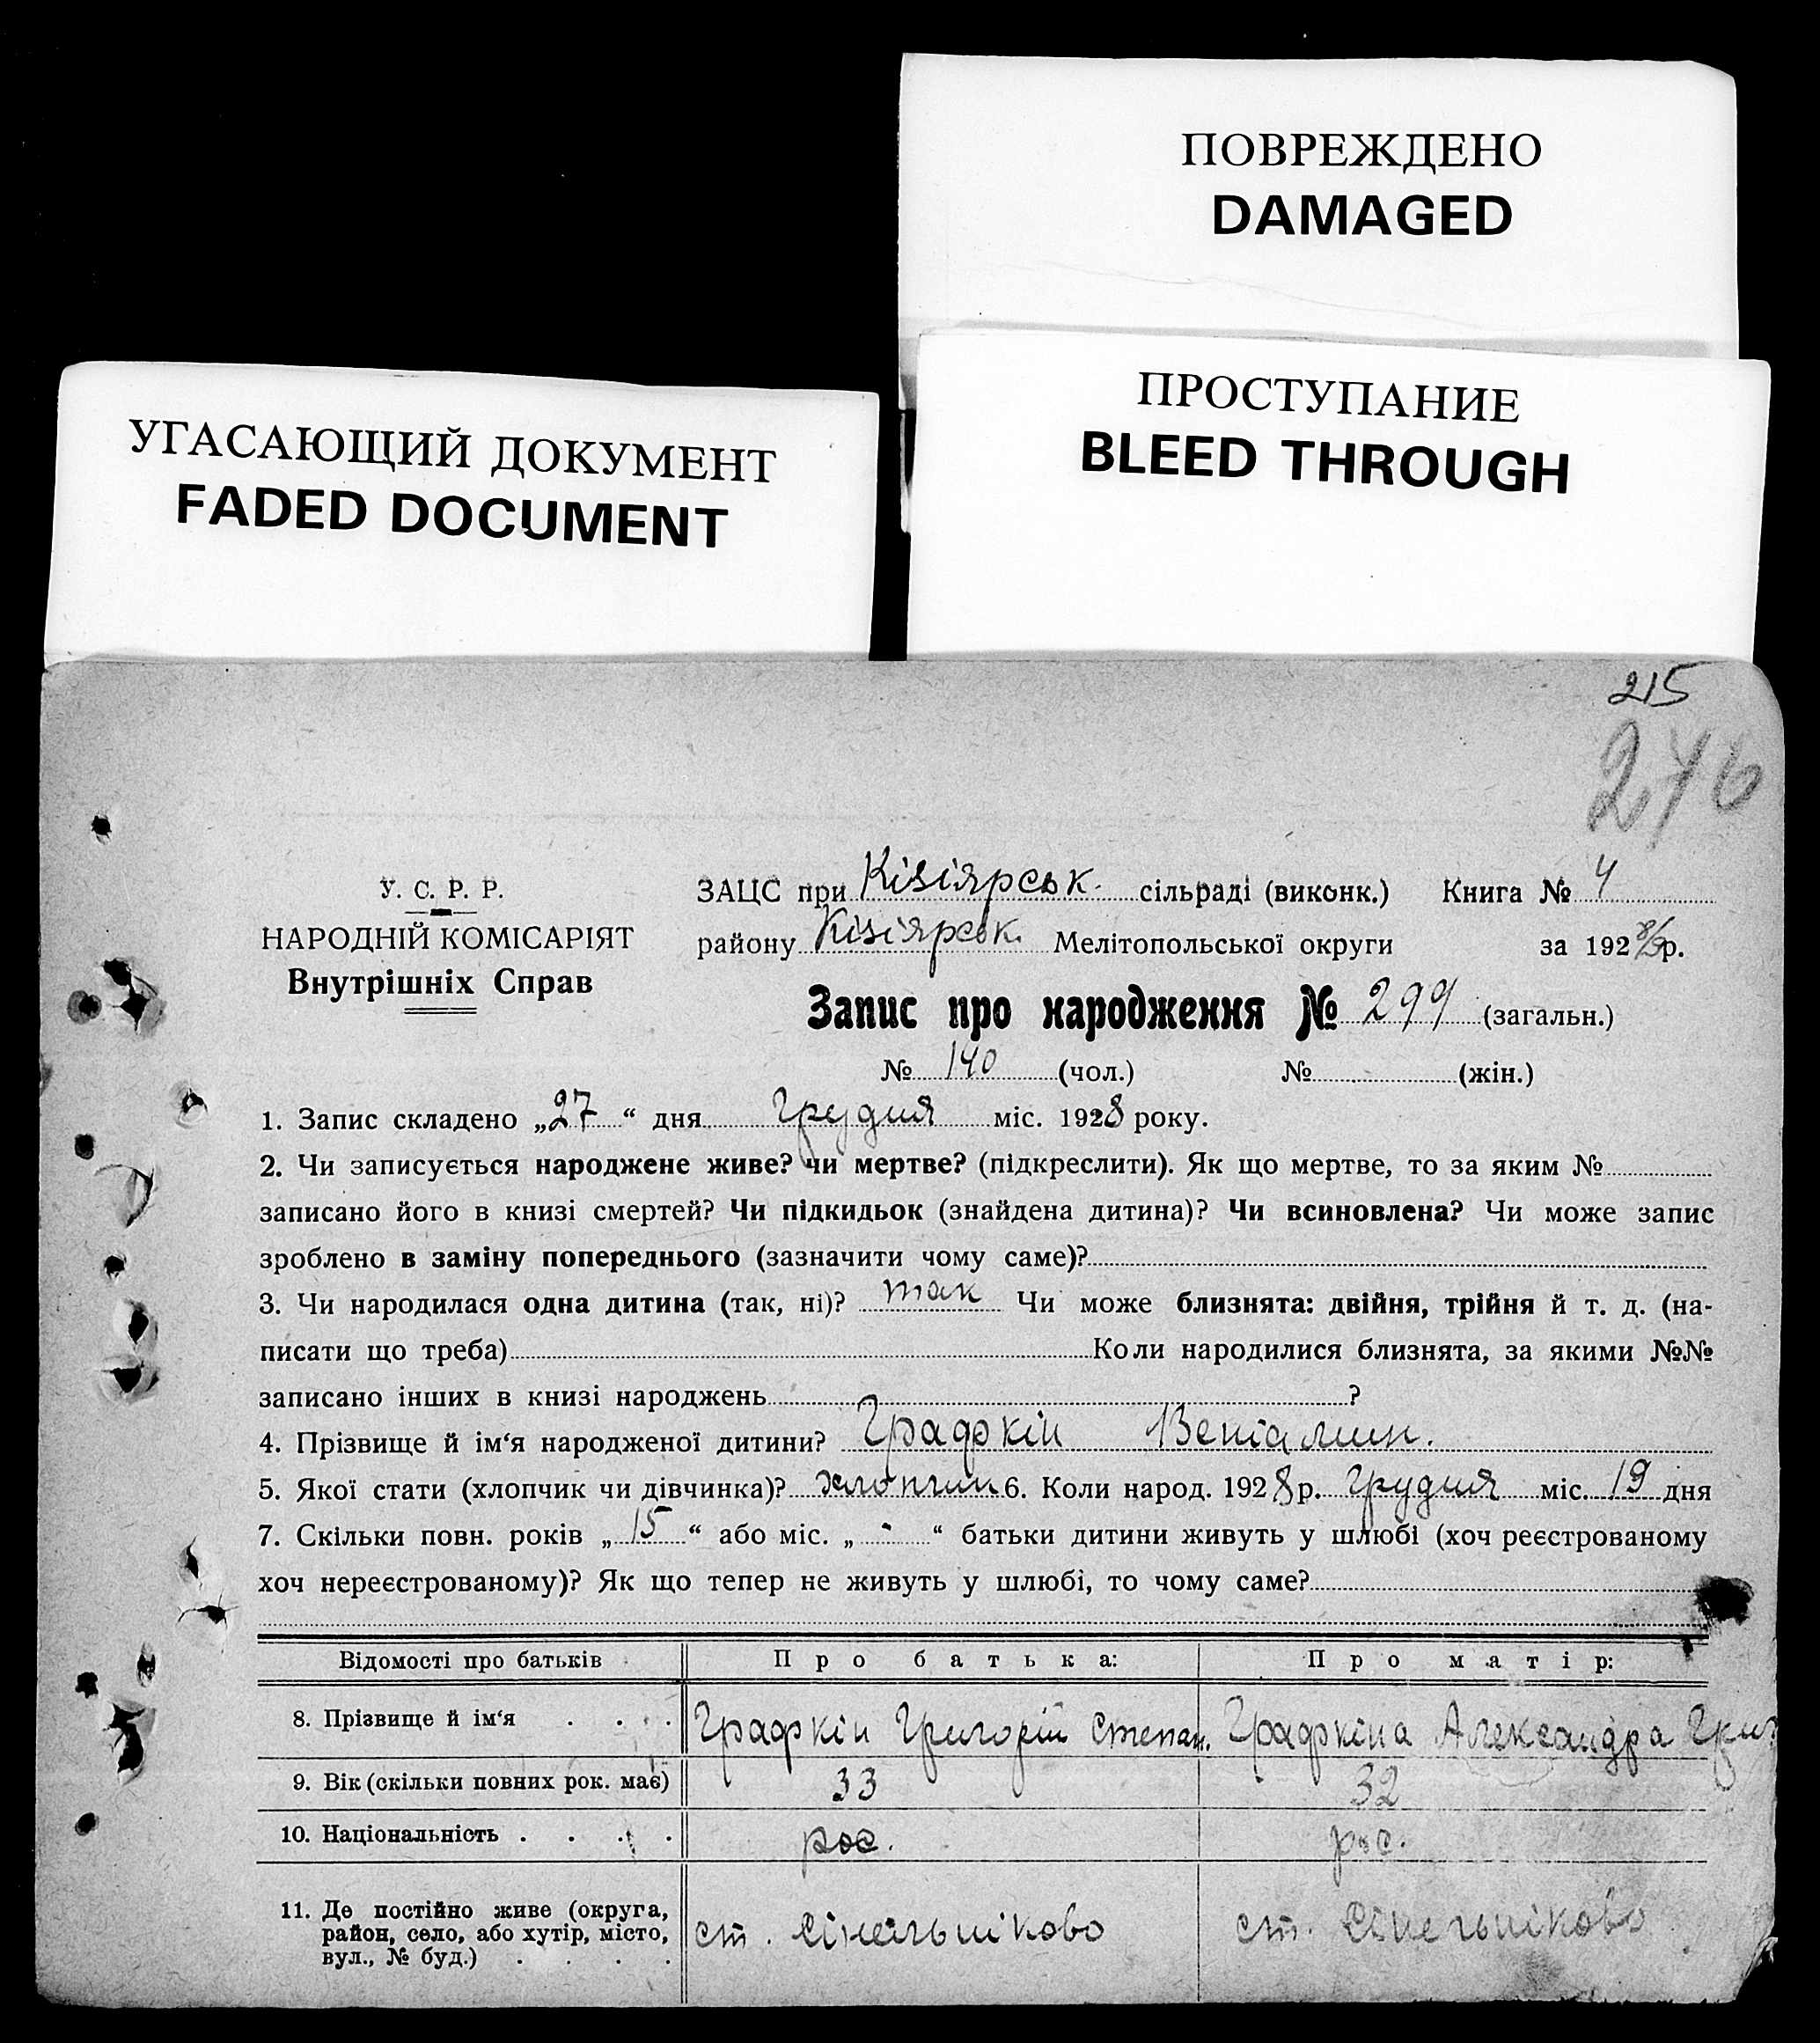 ПОВРЕЖДЕНО
DAMAGED
ПРОСТУПАНИЕ
BLEED THROUGH
УГАСАЮЩИЙ ДОКУМЕНТ
FADED DOCUMENT
215
246
У. С. Р. Р.
НАРОДНІЙ КОМІСАРІЯТ
Внутрішніх Справ
ЗАЦС при Кізіярськ. сільраді (виконк.) Книга № 4
району Кізіярськ. Мелітопольської округи за 1928/9р.
Запис про народження № 299 (загальн.)
№ 140 (чол.) № (жін.)
1. Запис складено „27“ дня Грудня міс. 1928 року.
2. Чи записується народжене живе? чи мертве? (підкреслити). Як що мертве, то за яким №
записано його в книзі смертей? Чи підкидьок (знайдена дитина)? Чи всиновлена? Чи може запис
зроблено в заміну попереднього (зазначити чому саме)?
3. Чи народилася одна дитина (так, ні)? так Чи може близнята: двійня, трійня й т. д. (на-
писати що треба) Коли народилися близнята, за якими №№
записано інших в книзі народжень ?
4. Прізвище й ім‘я народженої дитини? Графкін Веніамин.
5. Якої стати (хлопчик чи дівчинка)? хлопчик 6. Коли народ. 1928 р. Грудня міс. 19 дня
7. Скільки повн. років „15“ або міс. „-“ батьки дитини живуть у шлюбі (хоч реєстрованому
хоч нереєстрованому)? Як що тепер не живуть у шлюбі, то чому саме?
Відомості про батьків Про батька: Про матір:
8. Прізвище й ім‘я . . . Графкін Григорій Степан. Графкіна Александра Григ
9. Вік (скільки повних рок. має) 33 32
10. Національність . . . . рос. рос.
11. Де постійно живе (округа,
район, село, або хутір, місто,
вул., № буд.) . . . . ст. Сінельніково ст. Сінельніково